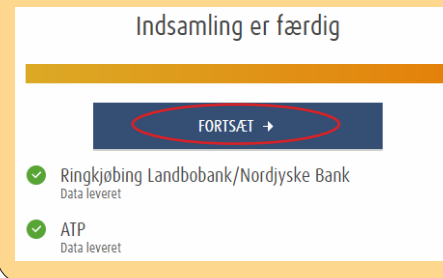 Indsamling er færdig
FORTSÆT →
Ringkjøbing Landbobank/Nordjyske Bank
Data leveret
ATP
Data leveret